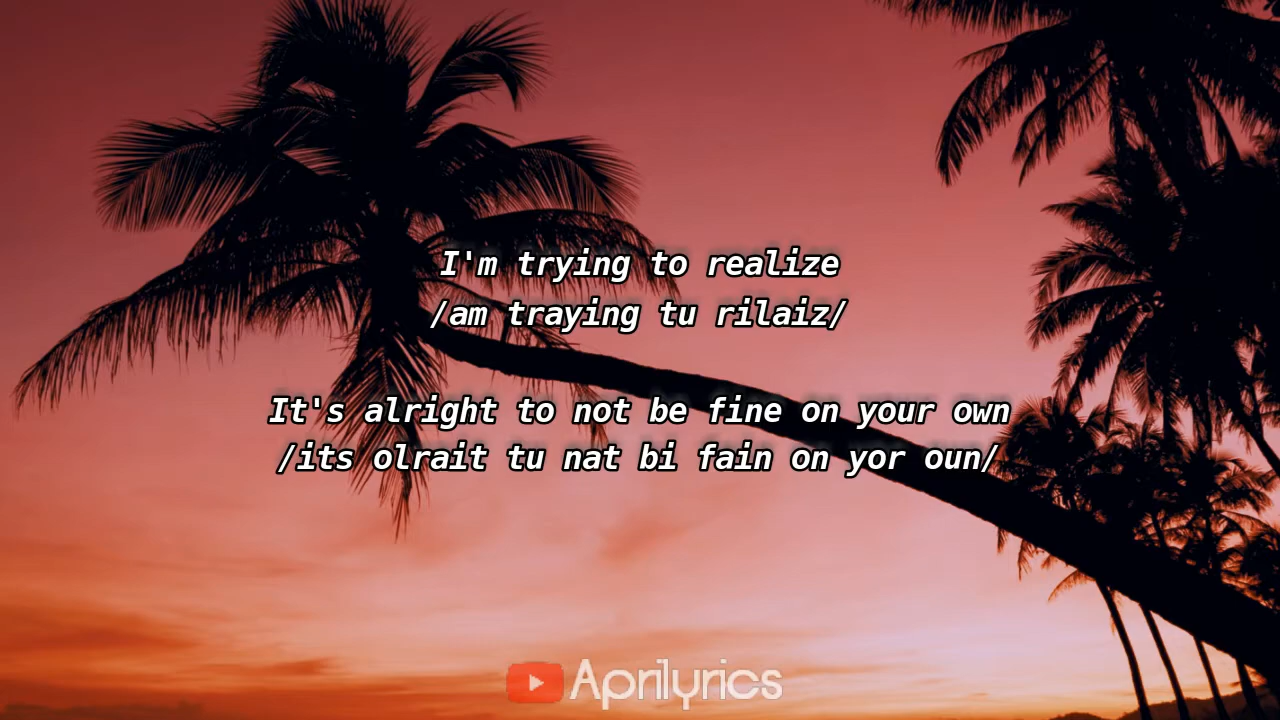 I'm trying to realize
/am traying tu rilaiz/
It's alright to not be fine on your own
/its olrait tu nat bi fain on yor oun/
Aprilyrics